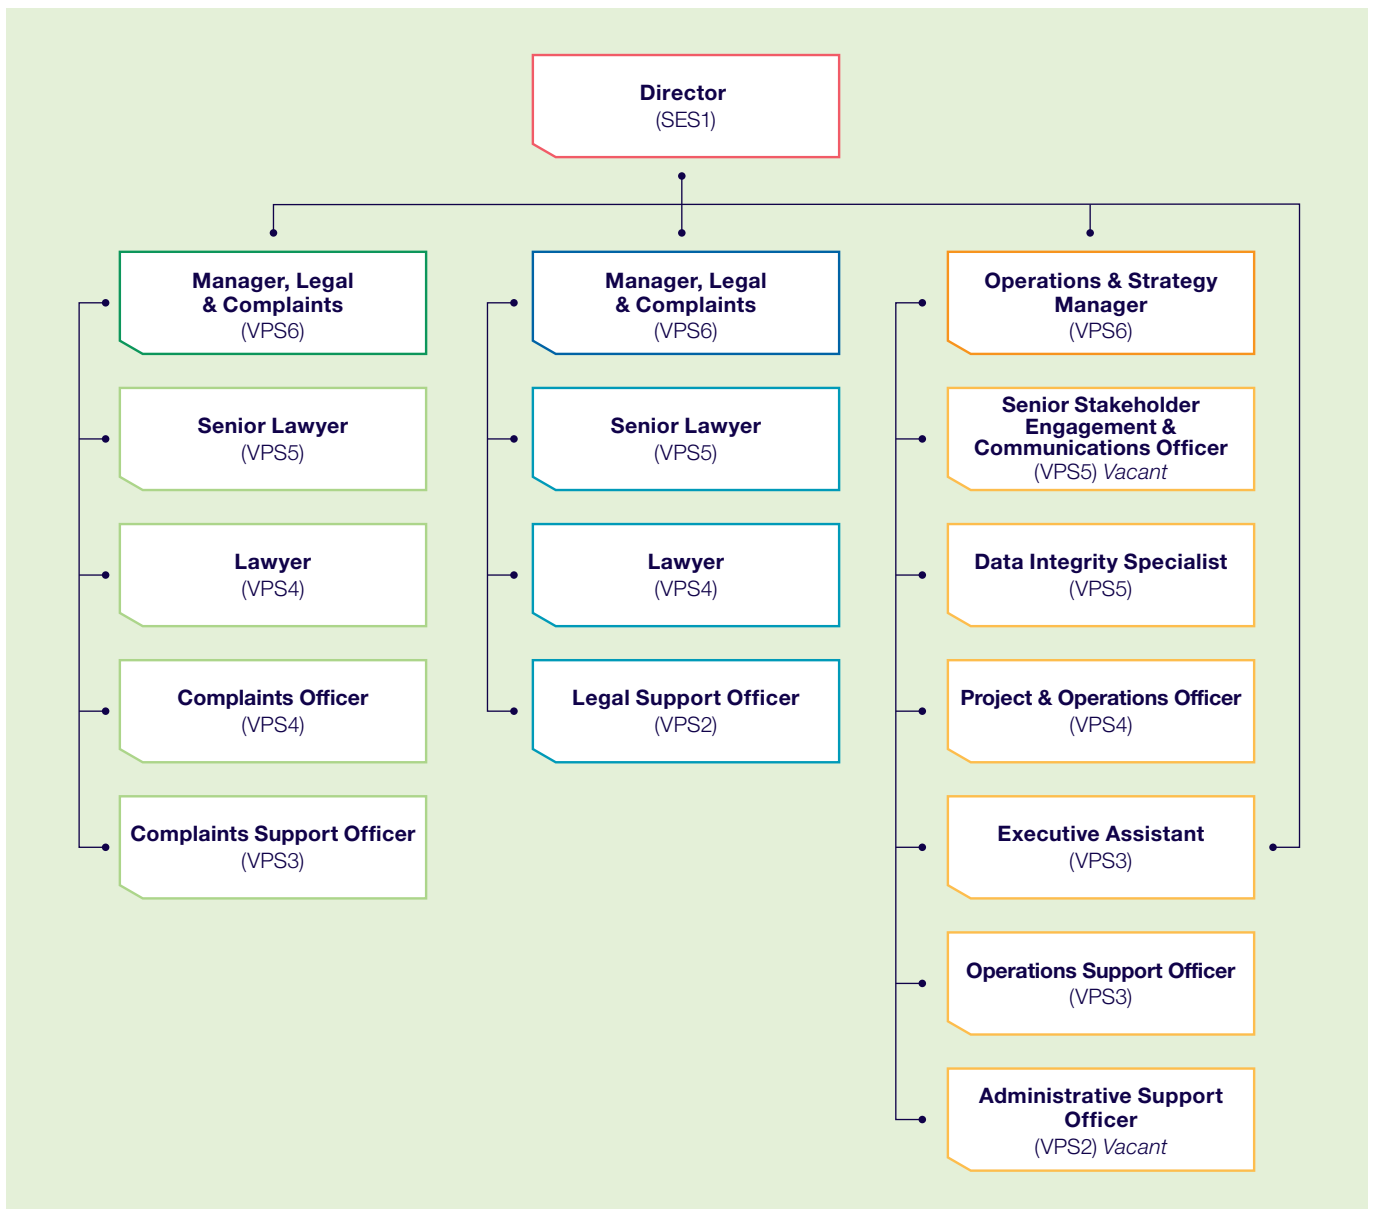 Director
(SES1)
Manager, Legal
& Complaints
(VPS6)
Senior Lawyer
(VPS5)
Lawyer
(VPS4)
Complaints Officer
(VPS4)
Complaints Support Officer
(VPS3)
Manager, Legal
& Complaints
(VPS6)
Senior Lawyer
(VPS5)
Lawyer
(VPS4)
Legal Support Officer
(VPS2)
Operations & Strategy
Manager
(VPS6)
Senior Stakeholder
Engagement &
Communications Officer
(VPS5) Vacant
Data Integrity Specialist
(VPS5)
Project & Operations Officer
(VPS4)
Executive Assistant
(VPS3)
Operations Support Officer
(VPS3)
Administrative Support
Officer
(VPS2) Vacant